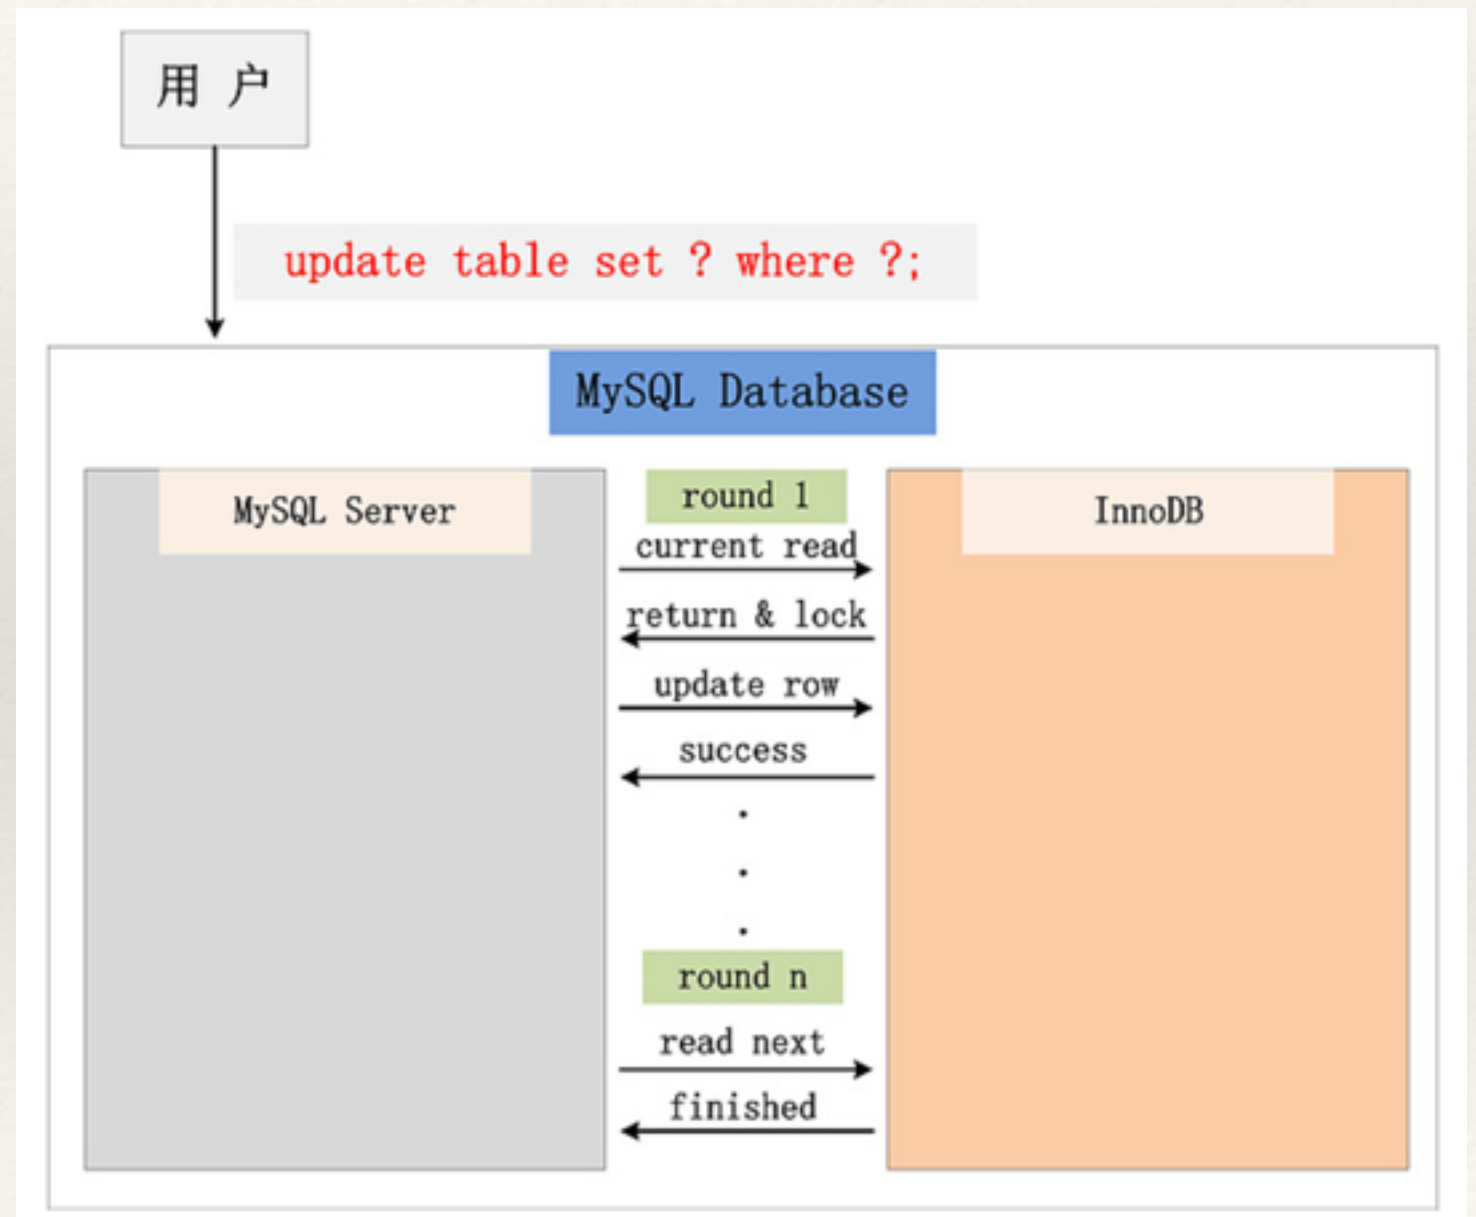 用 户
update table set ? where ?;
MySQL Database
MySQL Server
round 1
InnoDB
current read
return & lock
update row
success
.
.
.
round n
read next
finished